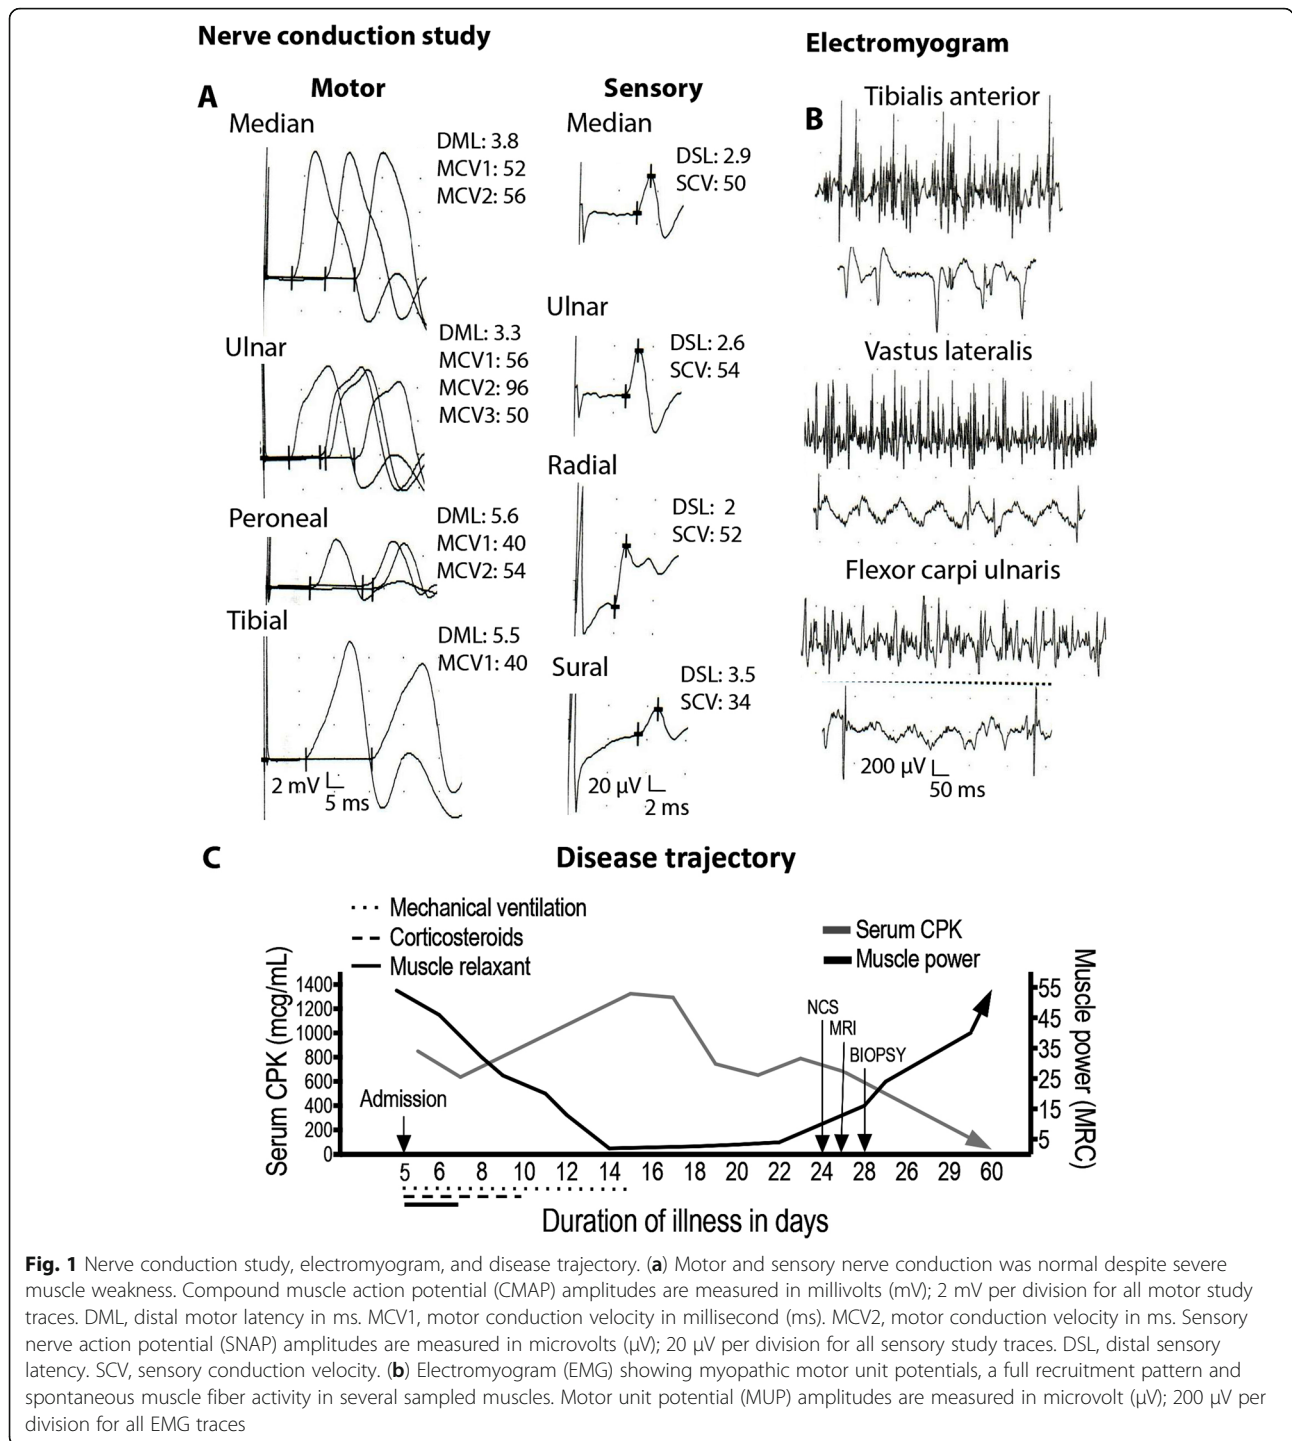 Nerve conduction study
Electromyogram
A
Motor
Sensory
B
Median
DML: 3.8
MCV1: 52
MCV2: 56
Ulnar
DML: 3.3
MCV1: 56
MCV2: 96
MCV3: 50
Peroneal
DML: 5.6
MCV1: 40
MCV2: 54
Tibial
DML: 5.5
MCV1: 40
2 mV
5 ms
Median
DSL: 2.9
SCV: 50
Ulnar
DSL: 2.6
SCV: 54
Radial
DSL: 2
SCV: 52
Sural
DSL: 3.5
SCV: 34
20 µV
2 ms
Tibialis anterior
Vastus lateralis
Flexor carpi ulnaris
200 µV
50 ms
C
Disease trajectory
Mechanical ventilation
Corticosteroids
Muscle relaxant
Serum CPK
Muscle power
Serum CPK (mcg/mL)
1400
1200
1000
800
600
400
200
0
Admission
NCS
MRI
BIOPSY
55
45
35
25
15
5
Muscle power (MRC)
5 6 8 10 12 14 16 18 20 22 24 28 26 29 60
Duration of illness in days
Fig. 1 Nerve conduction study, electromyogram, and disease trajectory. (a) Motor and sensory nerve conduction was normal despite severe
muscle weakness. Compound muscle action potential (CMAP) amplitudes are measured in millivolts (mV); 2 mV per division for all motor study
traces. DML, distal motor latency in ms. MCV1, motor conduction velocity in millisecond (ms). MCV2, motor conduction velocity in ms. Sensory
nerve action potential (SNAP) amplitudes are measured in microvolts (µV); 20 µV per division for all sensory study traces. DSL, distal sensory
latency. SCV, sensory conduction velocity. (b) Electromyogram (EMG) showing myopathic motor unit potentials, a full recruitment pattern and
spontaneous muscle fiber activity in several sampled muscles. Motor unit potential (MUP) amplitudes are measured in microvolt (µV); 200 µV per
division for all EMG traces